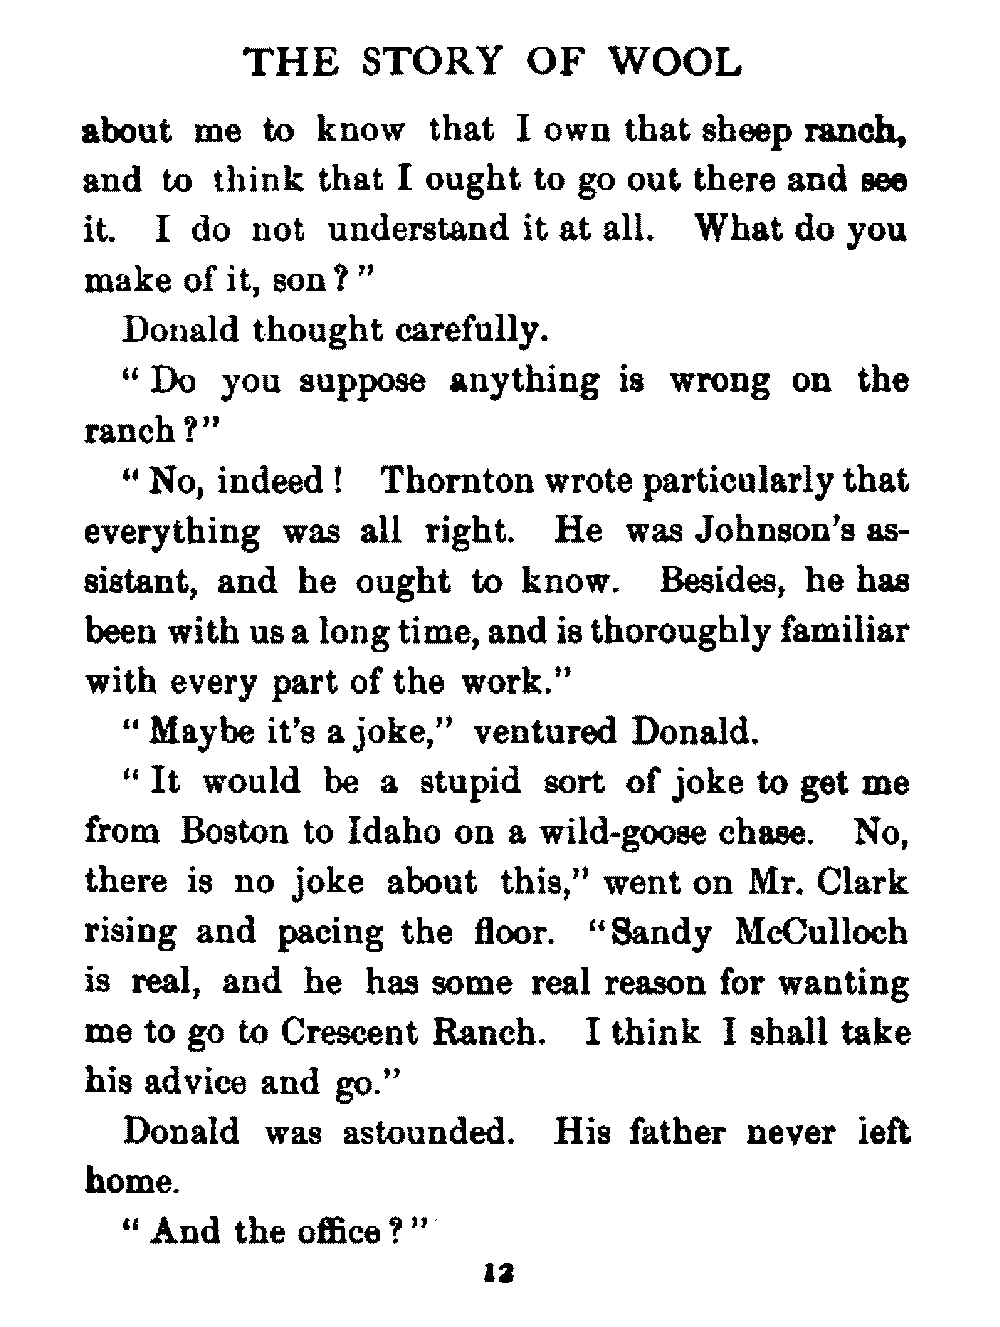 THE STORY OF WOOL
about me to know that I own that sheep ranch,
and to think that I ought to go out there and see
it. I do not understand it at all. What do you
make of it, son?"
Donald thought carefully.
"Do you suppose anything is wrong on the
ranch?"
"No, indeed! Thornton wrote particularly that
everything was all right. He was Johnson's as-
sistant, and he ought to know. Besides, he has
been with us a long time, and is thoroughly familiar
with every part of the work."
"Maybe it's a joke," ventured Donald.
"It would be a stupid sort of joke to get me
from Boston to Idaho on a wild-goose chase. No,
there is no joke about this," went on Mr. Clark
rising and pacing the floor. "Sandy McCulloch
is real, and he has some real reason for wanting
me to go to Crescent Ranch. I think I shall take
his advice and go."
Donald was astounded. His father never left
home.
"And the office?"
12